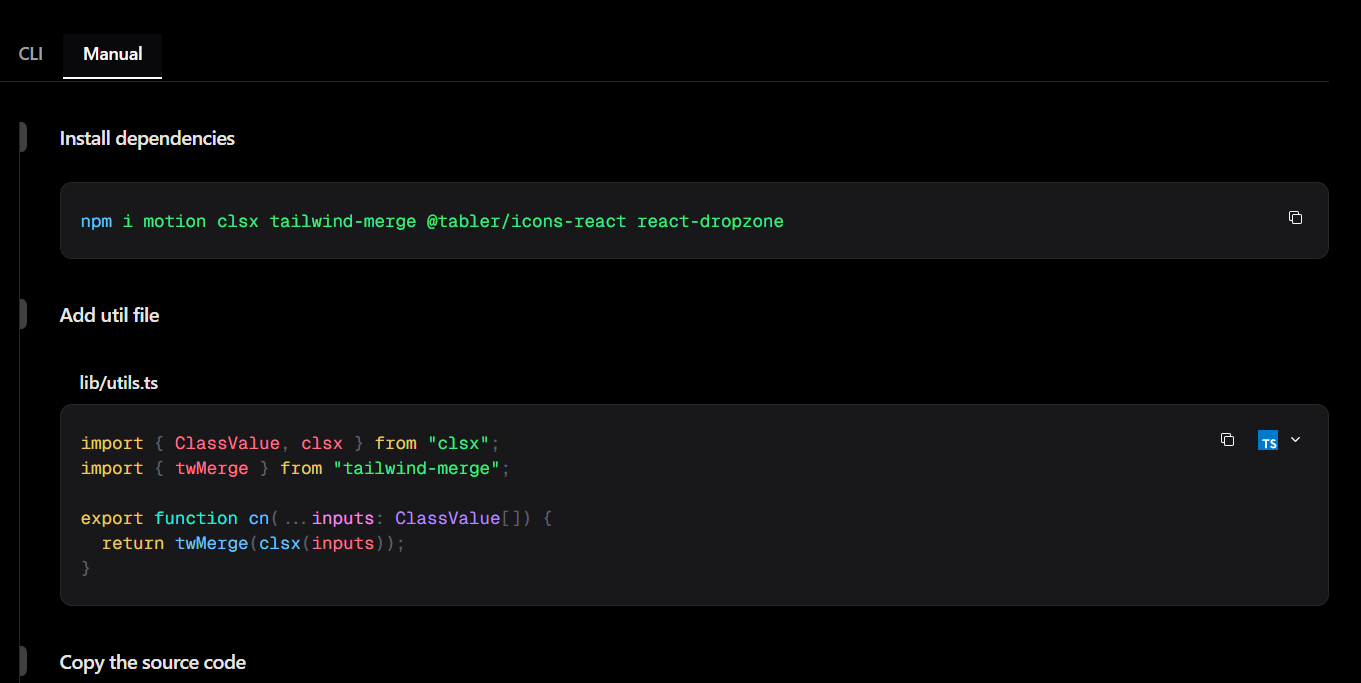 CLI Manual
Install dependencies
npm i motion clsx tailwind-merge @tabler/icons-react react-dropzone
Add util file
lib/utils.ts
import { ClassValue, clsx } from "clsx";
TS
import { twMerge } from "tailwind-merge";
export function cn(...inputs: ClassValue[]) {
  return twMerge(clsx(inputs));
}
Copy the source code